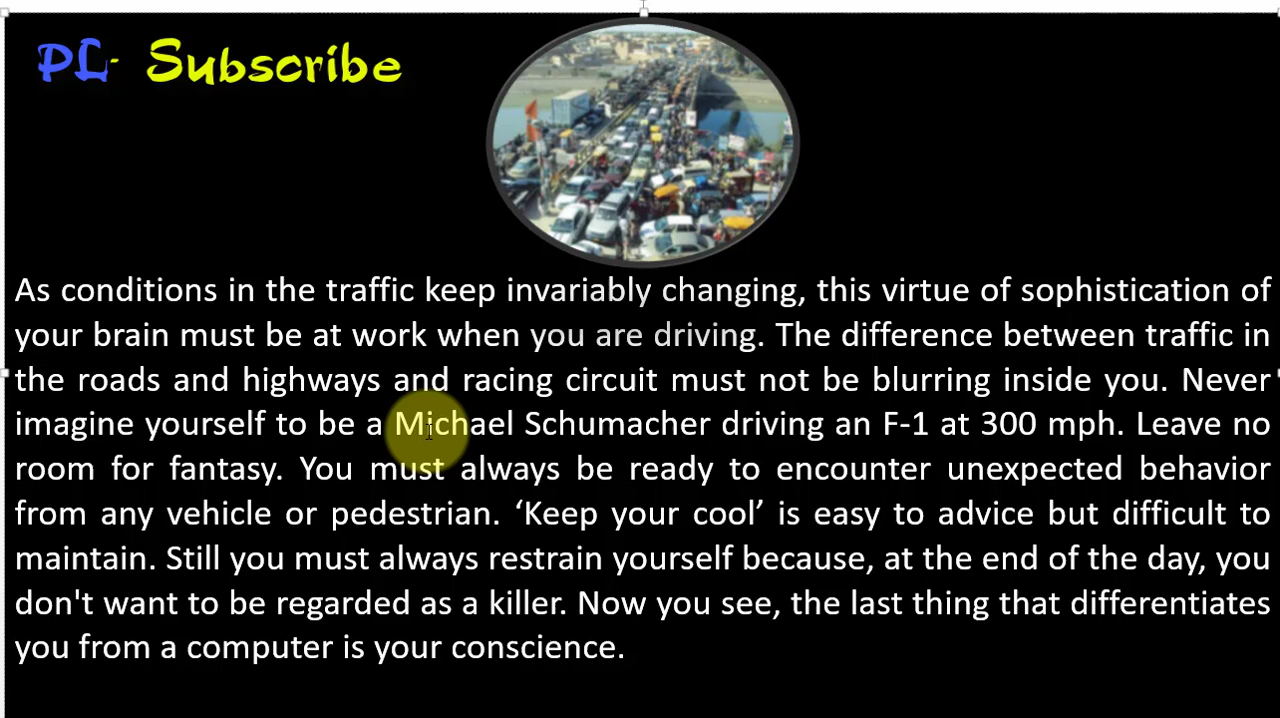 PL- Subscribe
As conditions in the traffic keep invariably changing, this virtue of sophistication of
your brain must be at work when you are driving. The difference between traffic in
the roads and highways and racing circuit must not be blurring inside you. Never
imagine yourself to be a Michael Schumacher driving an F-1 at 300 mph. Leave no
room for fantasy. You must always be ready to encounter unexpected behavior
from any vehicle or pedestrian. ‘Keep your cool’ is easy to advice but difficult to
maintain. Still you must always restrain yourself because, at the end of the day, you
don't want to be regarded as a killer. Now you see, the last thing that differentiates
you from a computer is your conscience.